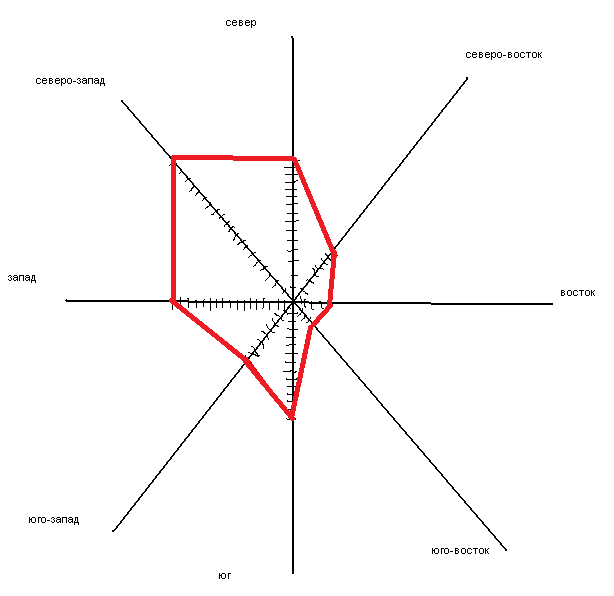 север
северо-восток
северо-запад
запад
восток
юго-запад
юго-восток
юг